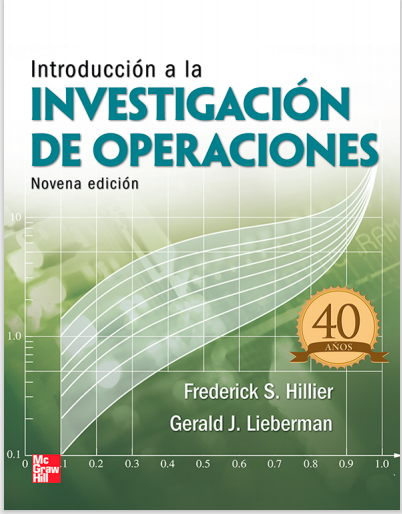 Introducción a la
INVESTIGACIÓN
DE OPERACIONES
Novena edición
10
1.0
40
AÑOS
Frederick S. Hillier
Gerald J. Lieberman
0.1
0
.1 0.2 0.3 0.4 0.5 0.6 0.7 0.8 0.9 1.0
Mc
Graw
Hill